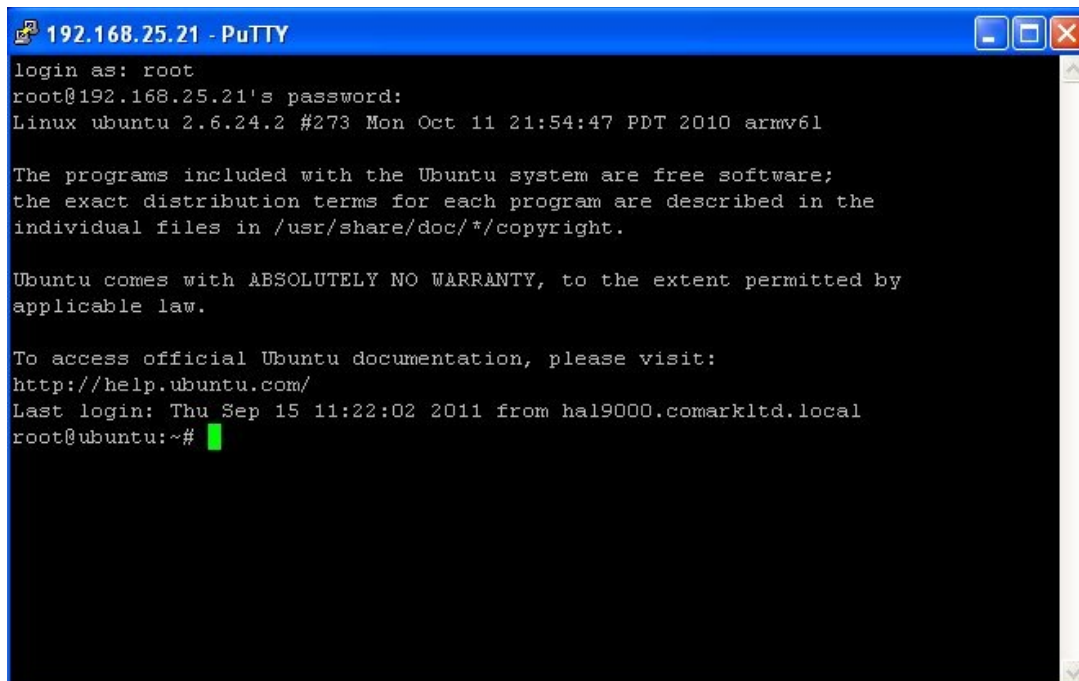 192.168.25.21 - PuTTY
login as: root
root@192.168.25.21's password:
Linux ubuntu 2.6.24.2 #273 Mon Oct 11 21:54:47 PDT 2010 armv6l

The programs included with the Ubuntu system are free software;
the exact distribution terms for each program are described in the
individual files in /usr/share/doc/*/copyright.

Ubuntu comes with ABSOLUTELY NO WARRANTY, to the extent permitted by
applicable law.

To access official Ubuntu documentation, please visit:
http://help.ubuntu.com/
Last login: Thu Sep 15 11:22:02 2011 from hal9000.comarkltd.local
root@ubuntu:~#